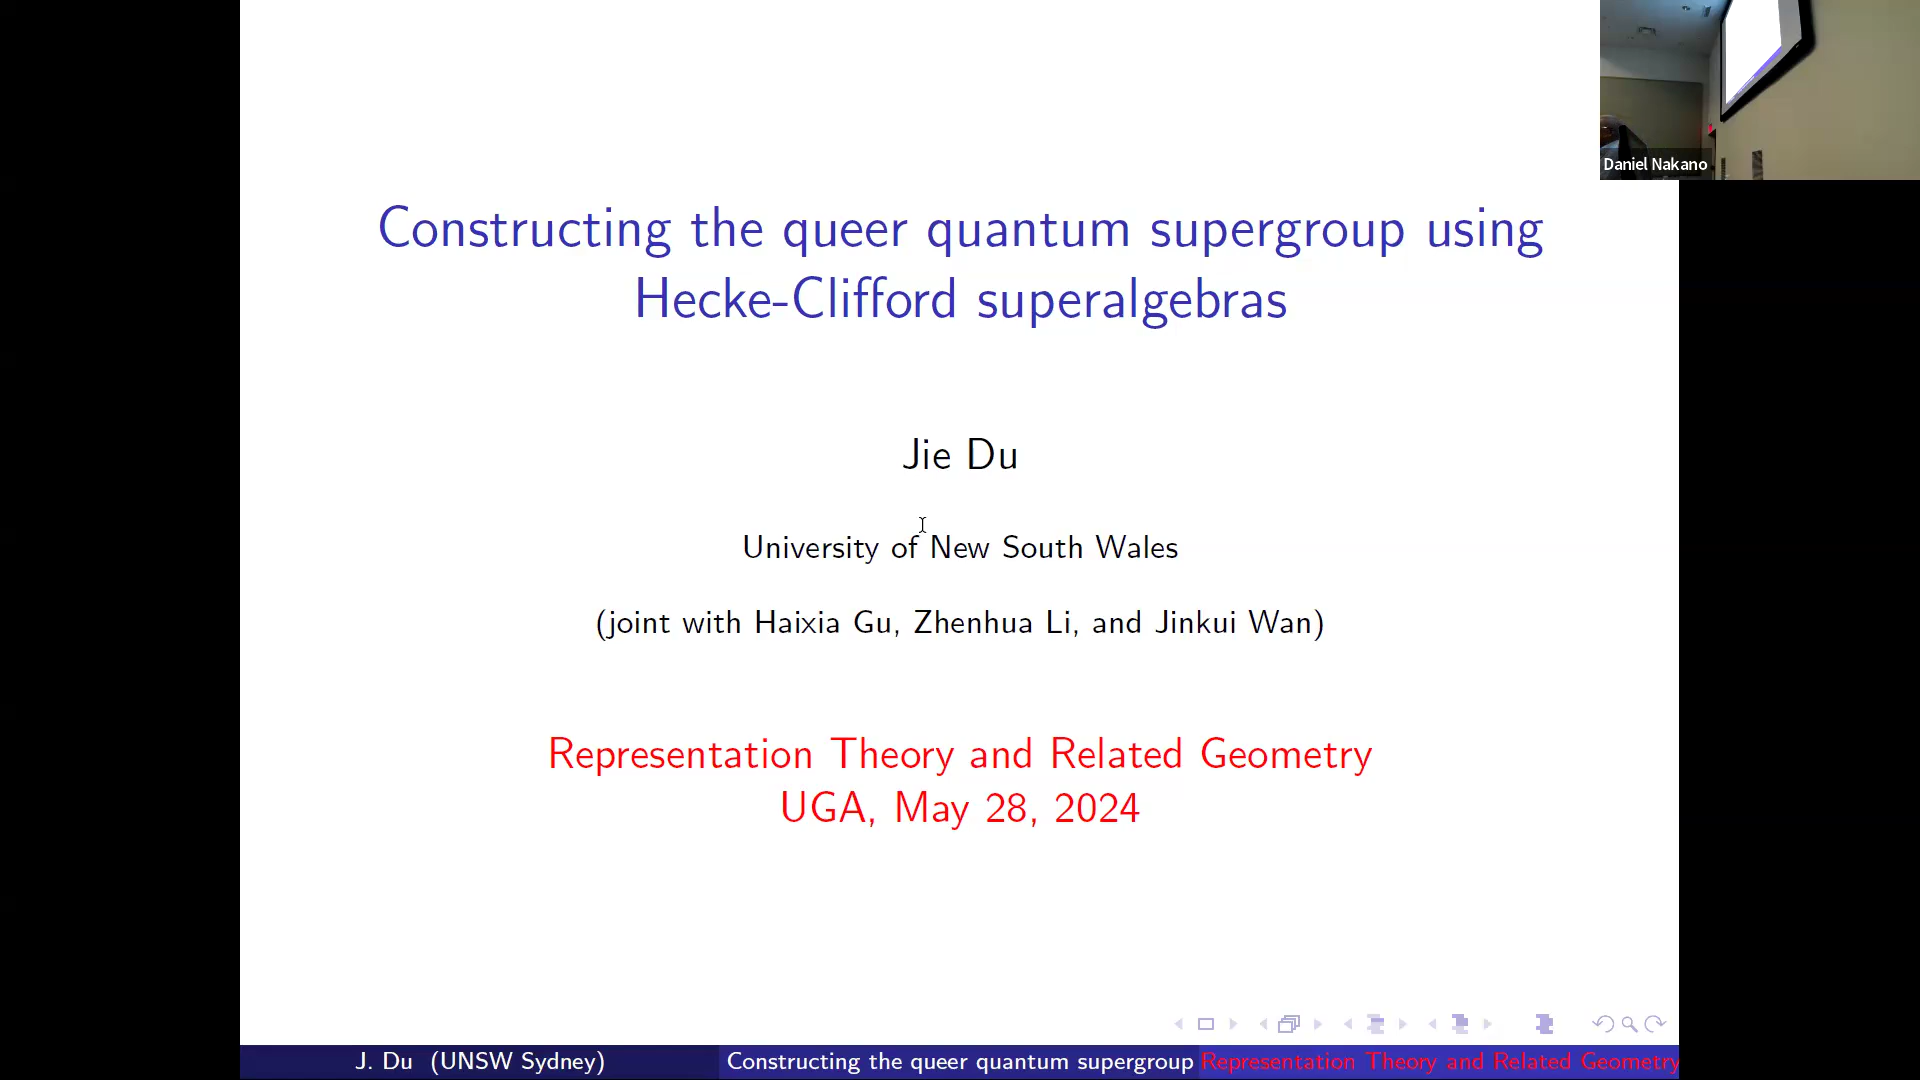 Constructing the queer quantum supergroup using
Hecke-Clifford superalgebras
Jie Du
University of New South Wales
(joint with Haixia Gu, Zhenhua Li, and Jinkui Wan)
Representation Theory and Related Geometry
UGA, May 28, 2024
Daniel Nakano
J. Du (UNSW Sydney) Constructing the queer quantum supergroup Representation Theory and Related Geometry